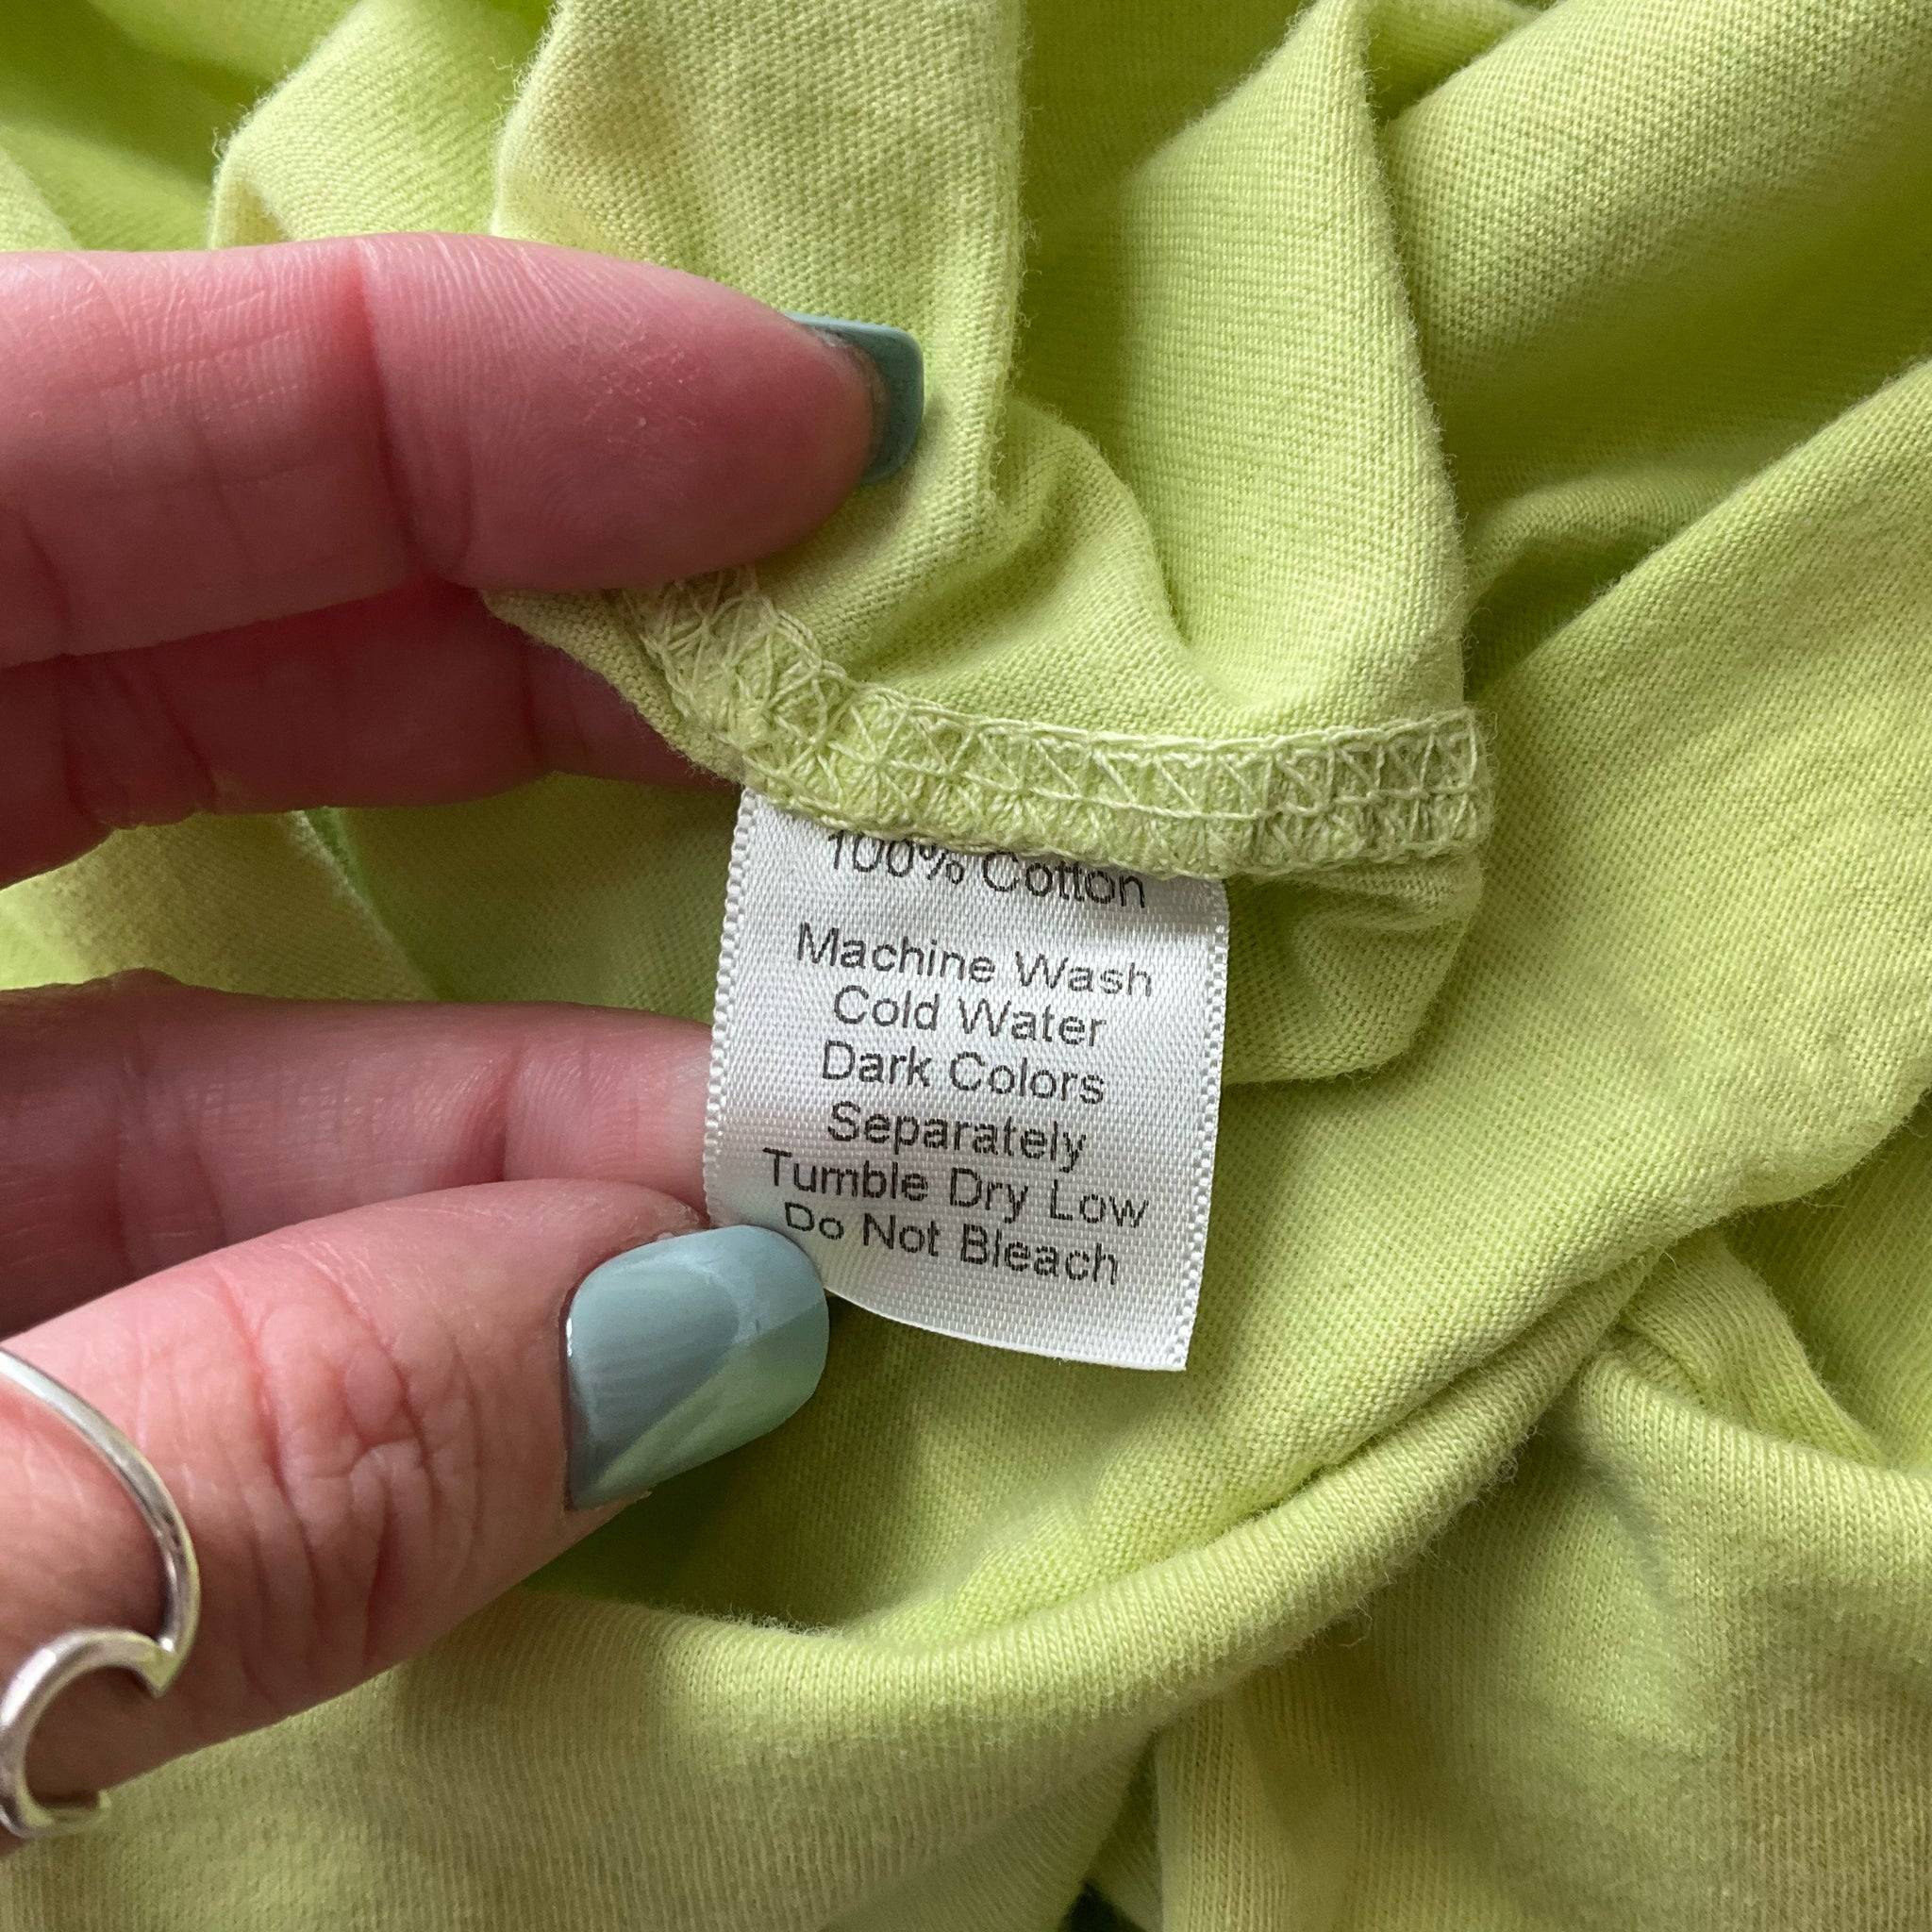 100% Cotton
Machine Wash
Cold Water
Dark Colors
Separately
Tumble Dry Low
Do Not Bleach